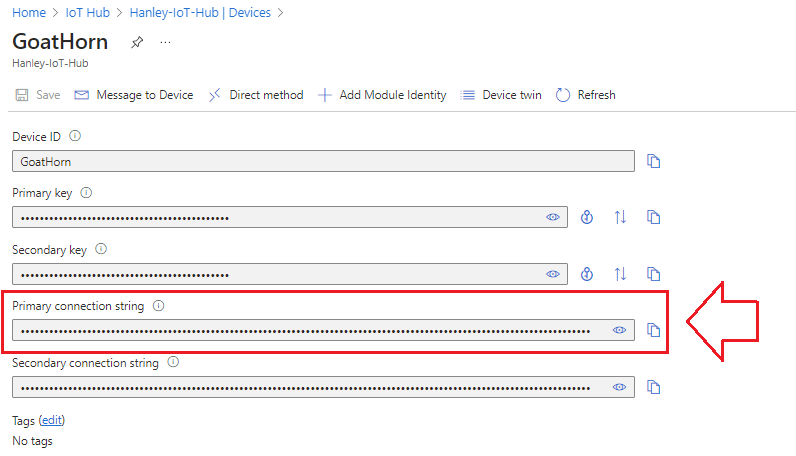 Home > IoT Hub > Hanley-IoT-Hub | Devices >
GoatHorn ...
Hanley-IoT-Hub
Save Message to Device Direct method Add Module Identity Device twin Refresh
Device ID
GoatHorn
Primary key
Secondary key
Primary connection string
Secondary connection string
Tags (edit)
No tags